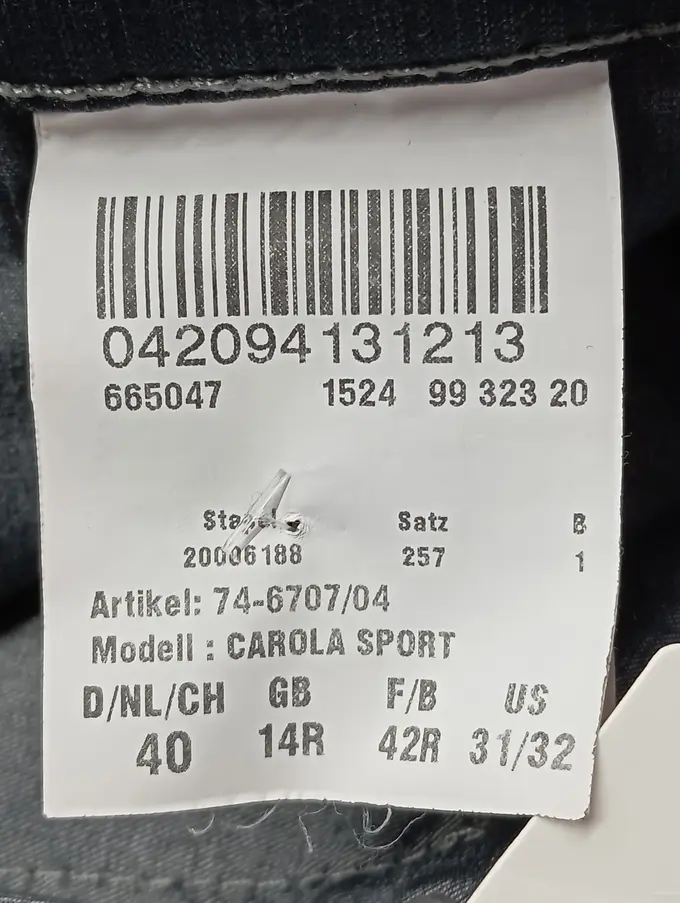 042094131213
665047 1524 99 323 20
Satz B
20006188 257 1
Artikel: 74-6707/04
Modell : CAROLA SPORT
D/NL/CH GB F/B US
40 14R 42R 31/32